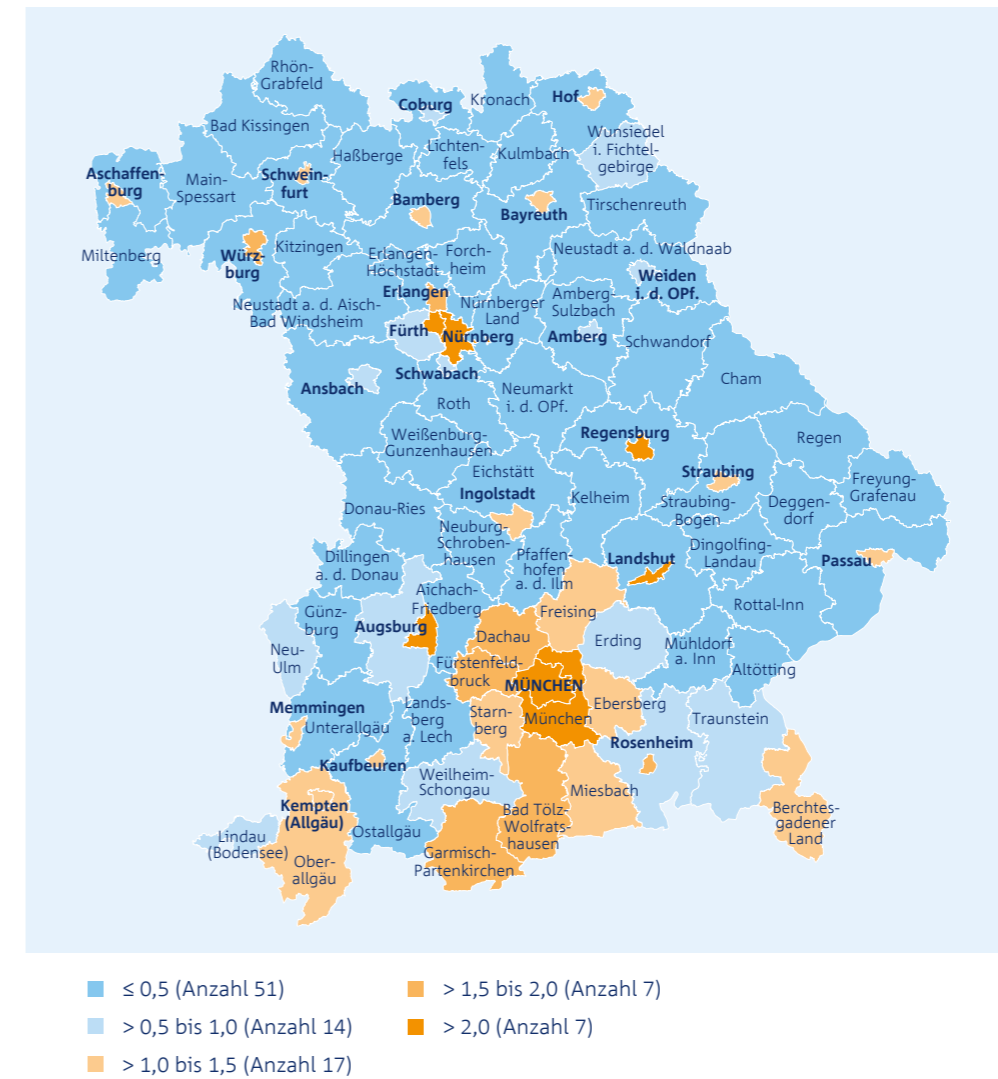 Rhön-
Grabfeld
Coburg
Kronach
Hof
Bad Kissingen
Wunsiedel
i. Fichtel-
gebirge
Haßberge
Lichten-
fels
Kulmbach
Aschaffen-
burg
Main-
Spessart
Schwein-
furt
Bamberg
Bayreuth
Tirschenreuth
Miltenberg
Würz-
burg
Kitzingen
Erlangen-
Höchstadt
Forch-
heim
Neustadt a. d. Waldnaab
Weiden
i. d. OPf.
Erlangen
Neustadt a. d. Aisch-
Bad Windsheim
Nürnberger
Land
Amberg-
Sulzbach
Fürth
Nürnberg
Amberg
Schwandorf
Ansbach
Schwabach
Roth
Neumarkt
i. d. OPf.
Cham
Weißenburg-
Gunzenhausen
Regensburg
Regen
Eichstätt
Ingolstadt
Kelheim
Straubing
Straubing-
Bogen
Deggen-
dorf
Freyung-
Grafenau
Donau-Ries
Neuburg-
Schroben-
hausen
Pfaffen-
hofen
a. d. Ilm
Landshut
Dingolfing-
Landau
Passau
Dillingen
a. d. Donau
Aichach-
Friedberg
Günz-
burg
Augsburg
Freising
Rottal-Inn
Neu-
Ulm
Dachau
Erding
Mühldorf
a. Inn
Altötting
Fürstenfeld-
bruck
MÜNCHEN
München
Ebersberg
Memmingen
Unterallgäu
Lands-
berg
a. Lech
Starn-
berg
Traunstein
Rosenheim
Kaufbeuren
Weilheim-
Schongau
Miesbach
Kempten
(Allgäu)
Bad Tölz-
Wolfrats-
hausen
Berchtes-
gadener
Land
Lindau
(Bodensee)
Ober-
allgäu
Ostallgäu
Garmisch-
Partenkirchen
≤ 0,5 (Anzahl 51)
> 0,5 bis 1,0 (Anzahl 14)
> 1,0 bis 1,5 (Anzahl 17)
> 1,5 bis 2,0 (Anzahl 7)
> 2,0 (Anzahl 7)